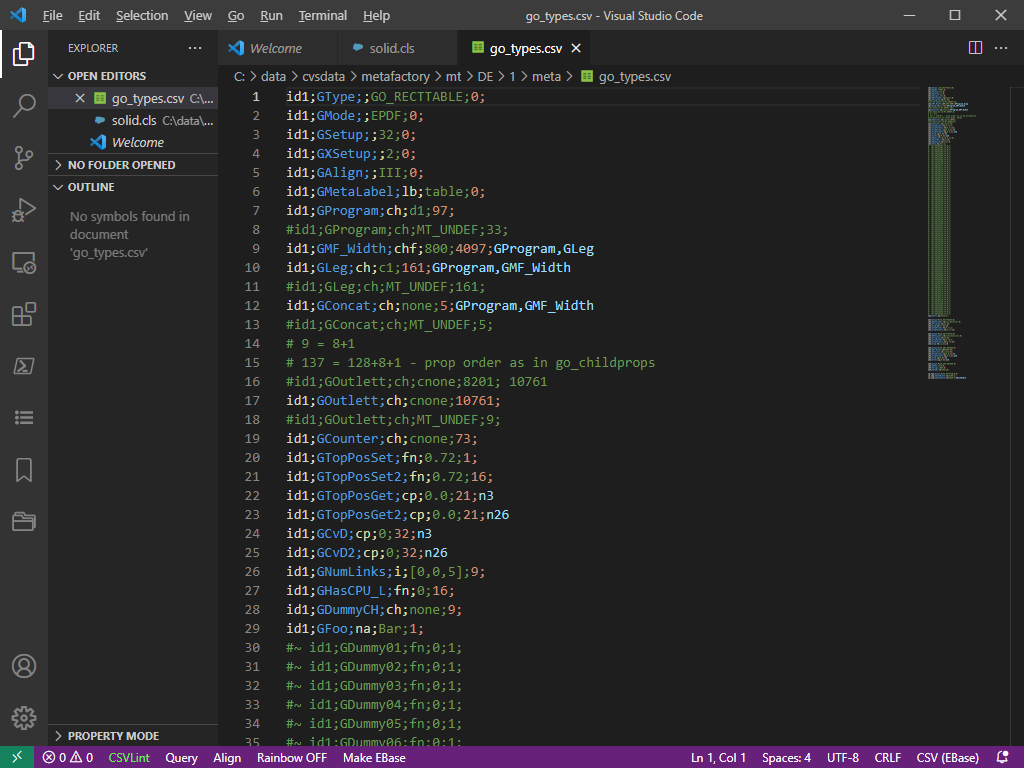 File Edit Selection View Go Run Terminal Help go_types.csv - Visual Studio Code
EXPLORER ··· Welcome solid.cls go_types.csv
C: > data > cvsdata > metafactory > mt > DE > 1 > meta > go_types.csv
OPEN EDITORS
go_types.csv C:\...
solid.cls C:\data\...
Welcome
NO FOLDER OPENED
OUTLINE
No symbols found in
document
'go_types.csv'
PROPERTY MODE
1 id1;GType;;GO_RECTTABLE;0;
2 id1;GMode;;EPDF;0;
3 id1;GSetup;;32;0;
4 id1;GXSetup;;2;0;
5 id1;GAlign;;III;0;
6 id1;GMetaLabel;lb;table;0;
7 id1;GProgram;ch;d1;97;
8 #id1;GProgram;ch;MT_UNDEF;33;
9 id1;GMF_Width;chf;800;4097;GProgram,GLeg
10 id1;GLeg;ch;c1;161;GProgram,GMF_Width
11 #id1;GLeg;ch;MT_UNDEF;161;
12 id1;GConcat;ch;none;5;GProgram,GMF_Width
13 #id1;GConcat;ch;MT_UNDEF;5;
14 # 9 = 8+1
15 # 137 = 128+8+1 - prop order as in go_childprops
16 #id1;GOutlett;ch;cnone;8201; 10761
17 id1;GOutlett;ch;cnone;10761;
18 #id1;GOutlett;ch;MT_UNDEF;9;
19 id1;GCounter;ch;cnone;73;
20 id1;GTopPosSet;fn;0.72;1;
21 id1;GTopPosSet2;fn;0.72;16;
22 id1;GTopPosGet;cp;0.0;21;n3
23 id1;GTopPosGet2;cp;0.0;21;n26
24 id1;GCvD;cp;0;32;n3
25 id1;GCvD2;cp;0;32;n26
26 id1;GNumLinks;i;[0,0,5];9;
27 id1;GHasCPU_L;fn;0;16;
28 id1;GDummyCH;ch;none;9;
29 id1;GFoo;na;Bar;1;
30 #~ id1;GDummy01;fn;0;1;
31 #~ id1;GDummy02;fn;0;1;
32 #~ id1;GDummy03;fn;0;1;
33 #~ id1;GDummy04;fn;0;1;
34 #~ id1;GDummy05;fn;0;1;
35 #~ id1;GDummy06;fn;0;1;
0 0 CSVLint Query Align Rainbow OFF Make EBase Ln 1, Col 1 Spaces: 4 UTF-8 CRLF CSV (EBase)